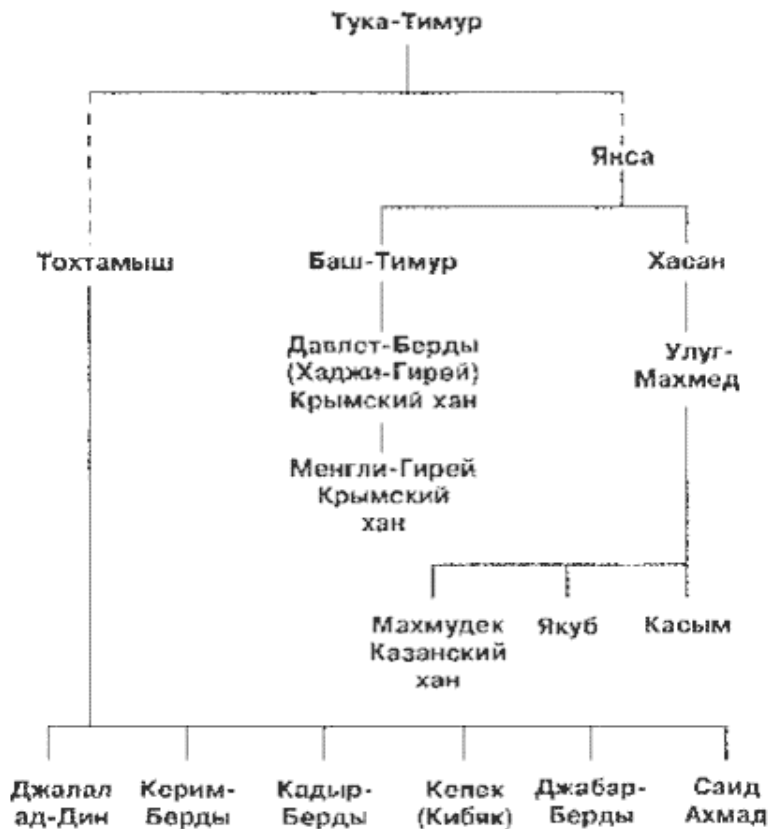 Тука-Тимур
Янса
Тохтамыш
Баш-Тимур
Хасан
Давлет-Берды
(Хаджи-Гирей)
Крымский хан
Улуг-
Махмед
Менгли-Гирей
Крымский
хан
Махмудек
Казанский
хан
Якуб
Касым
Джалал
ад-Дин
Керим-
Берды
Кадыр-
Берды
Кепек
(Кибяк)
Джабар-
Берды
Саид
Ахмад